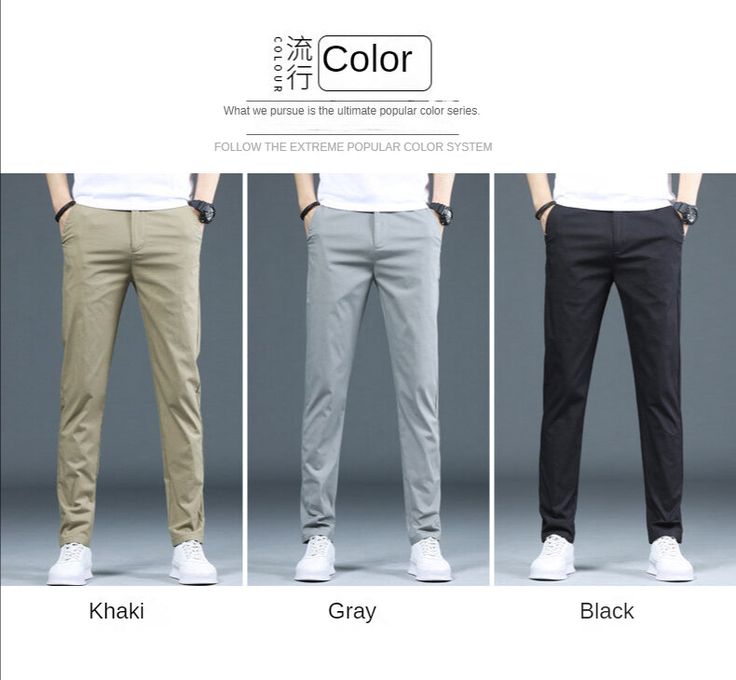 COLOUR
流行
Color
What we pursue is the ultimate popular color series.
FOLLOW THE EXTREME POPULAR COLOR SYSTEM
Khaki
Gray
Black